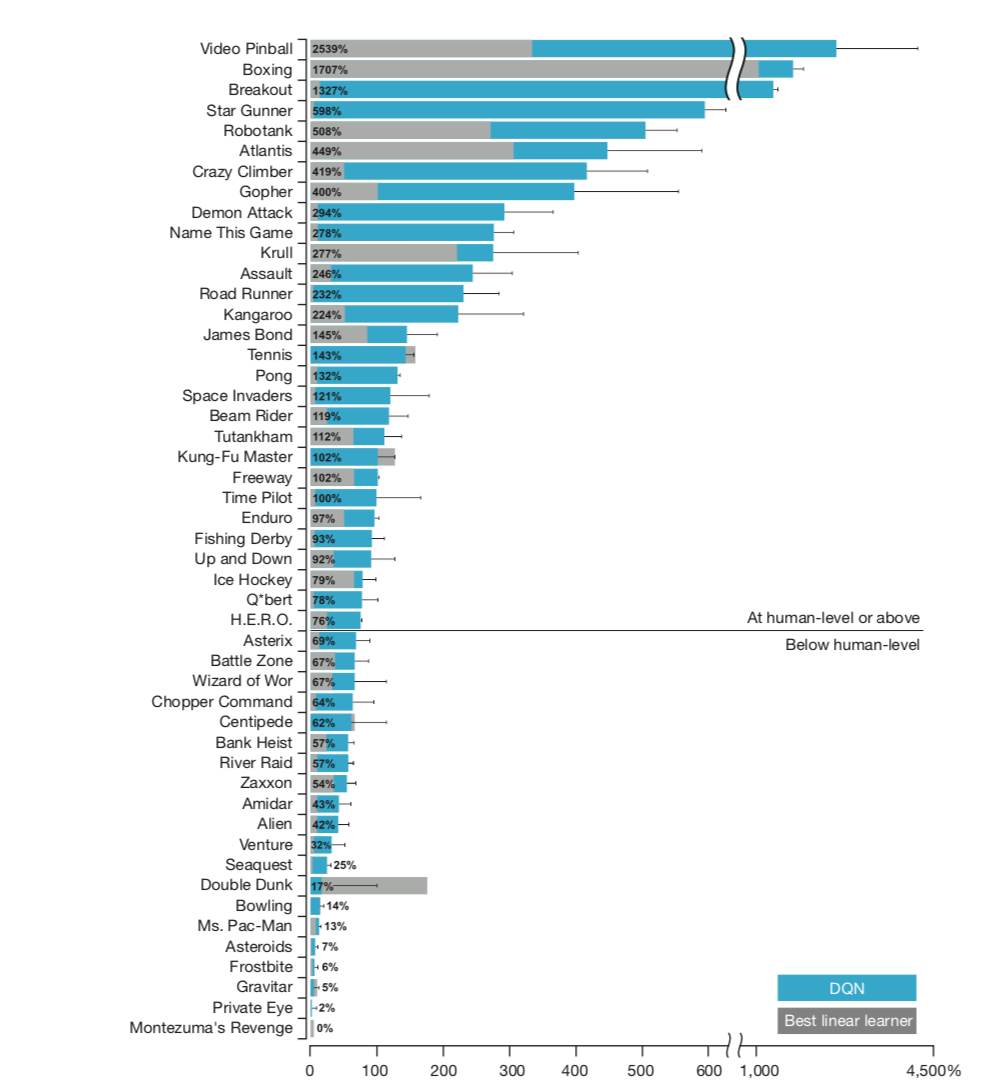 Video Pinball 2539%
Boxing 1707%
Breakout 1327%
Star Gunner 598%
Robotank 508%
Atlantis 449%
Crazy Climber 419%
Gopher 400%
Demon Attack 294%
Name This Game 278%
Krull 277%
Assault 246%
Road Runner 232%
Kangaroo 224%
James Bond 145%
Tennis 143%
Pong 132%
Space Invaders 121%
Beam Rider 119%
Tutankham 112%
Kung-Fu Master 102%
Freeway 102%
Time Pilot 100%
Enduro 97%
Fishing Derby 93%
Up and Down 92%
Ice Hockey 79%
Q*bert 78%
H.E.R.O. 76% At human-level or above
Asterix 69% Below human-level
Battle Zone 67%
Wizard of Wor 67%
Chopper Command 64%
Centipede 62%
Bank Heist 57%
River Raid 57%
Zaxxon 54%
Amidar 43%
Alien 42%
Venture 32%
Seaquest 25%
Double Dunk 17%
Bowling 14%
Ms. Pac-Man 13%
Asteroids 7%
Frostbite 6%
Gravitar 5% DQN
Private Eye 2%
Montezuma's Revenge 0% Best linear learner
0 100 200 300 400 500 600 1,000 4,500%